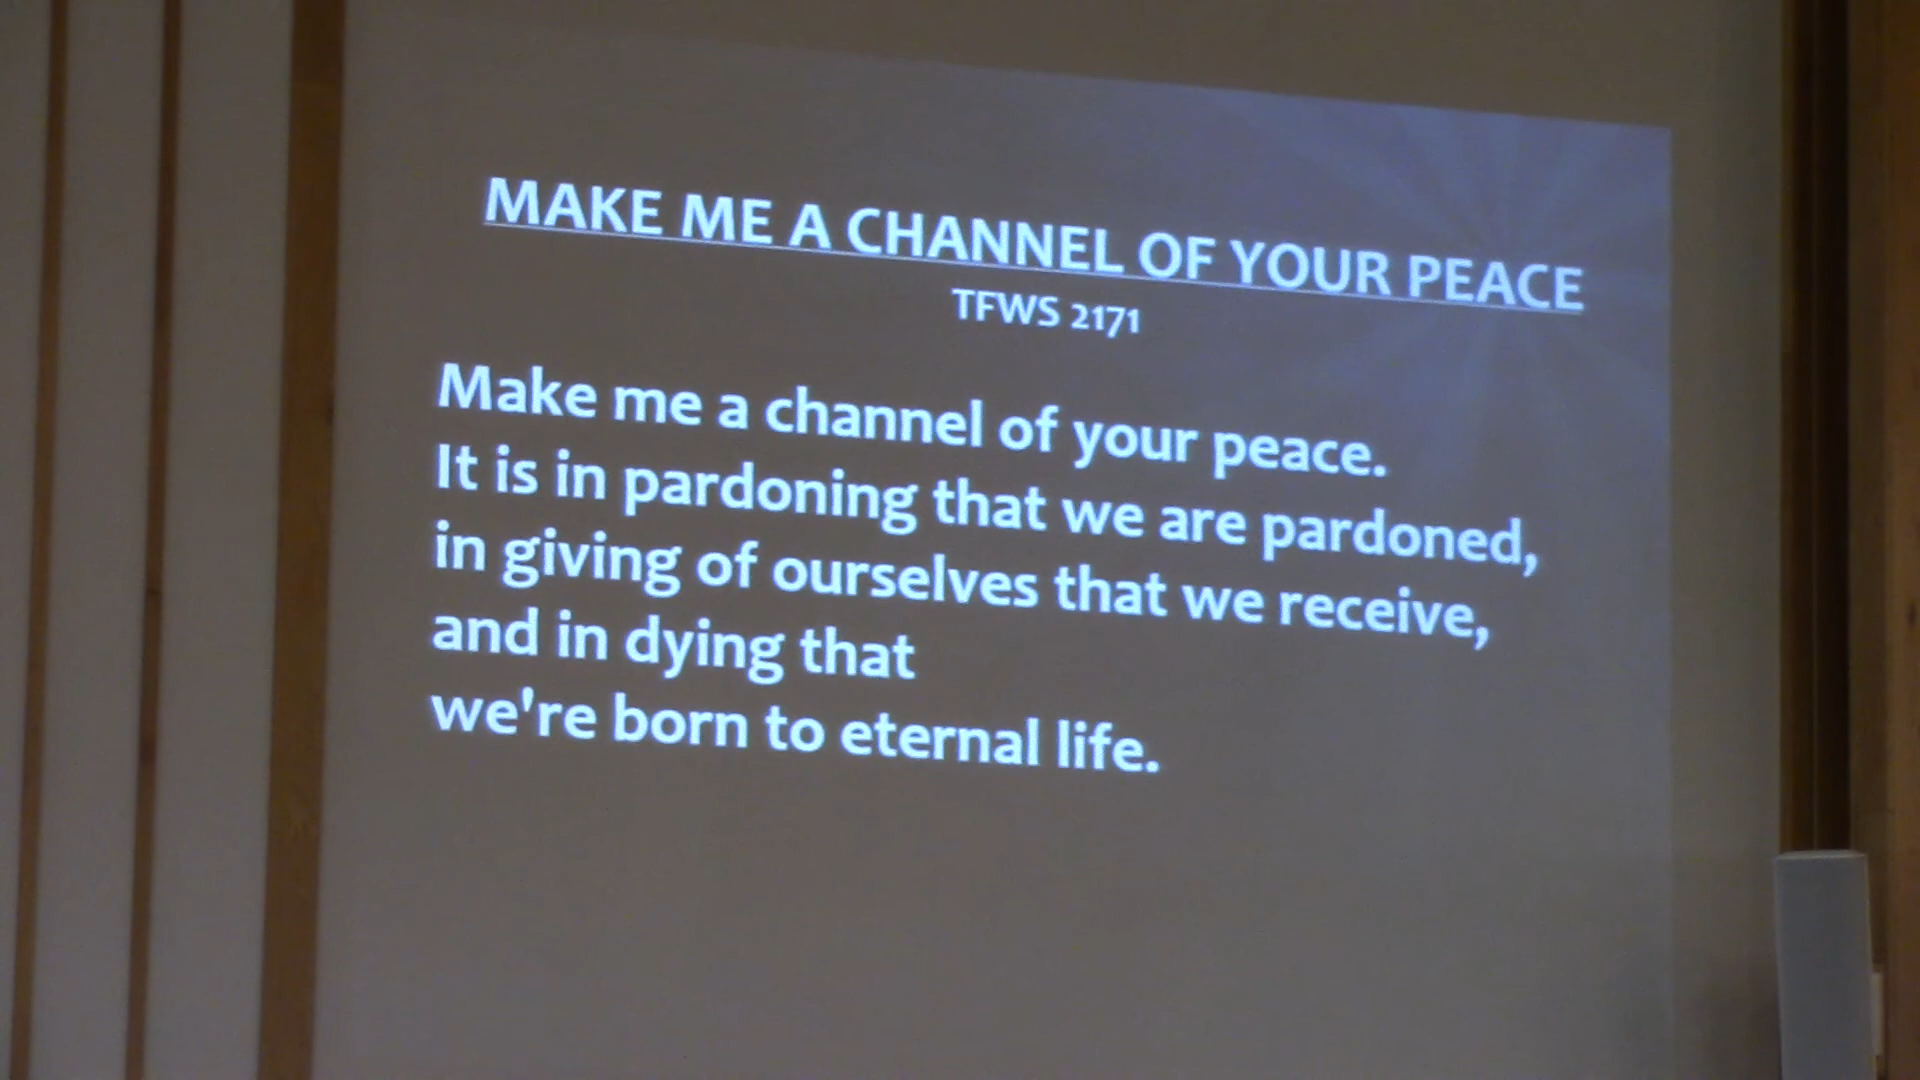 MAKE ME A CHANNEL OF YOUR PEACE
TFWS 2171
Make me a channel of your peace.
It is in pardoning that we are pardoned,
in giving of ourselves that we receive,
and in dying that
we're born to eternal life.